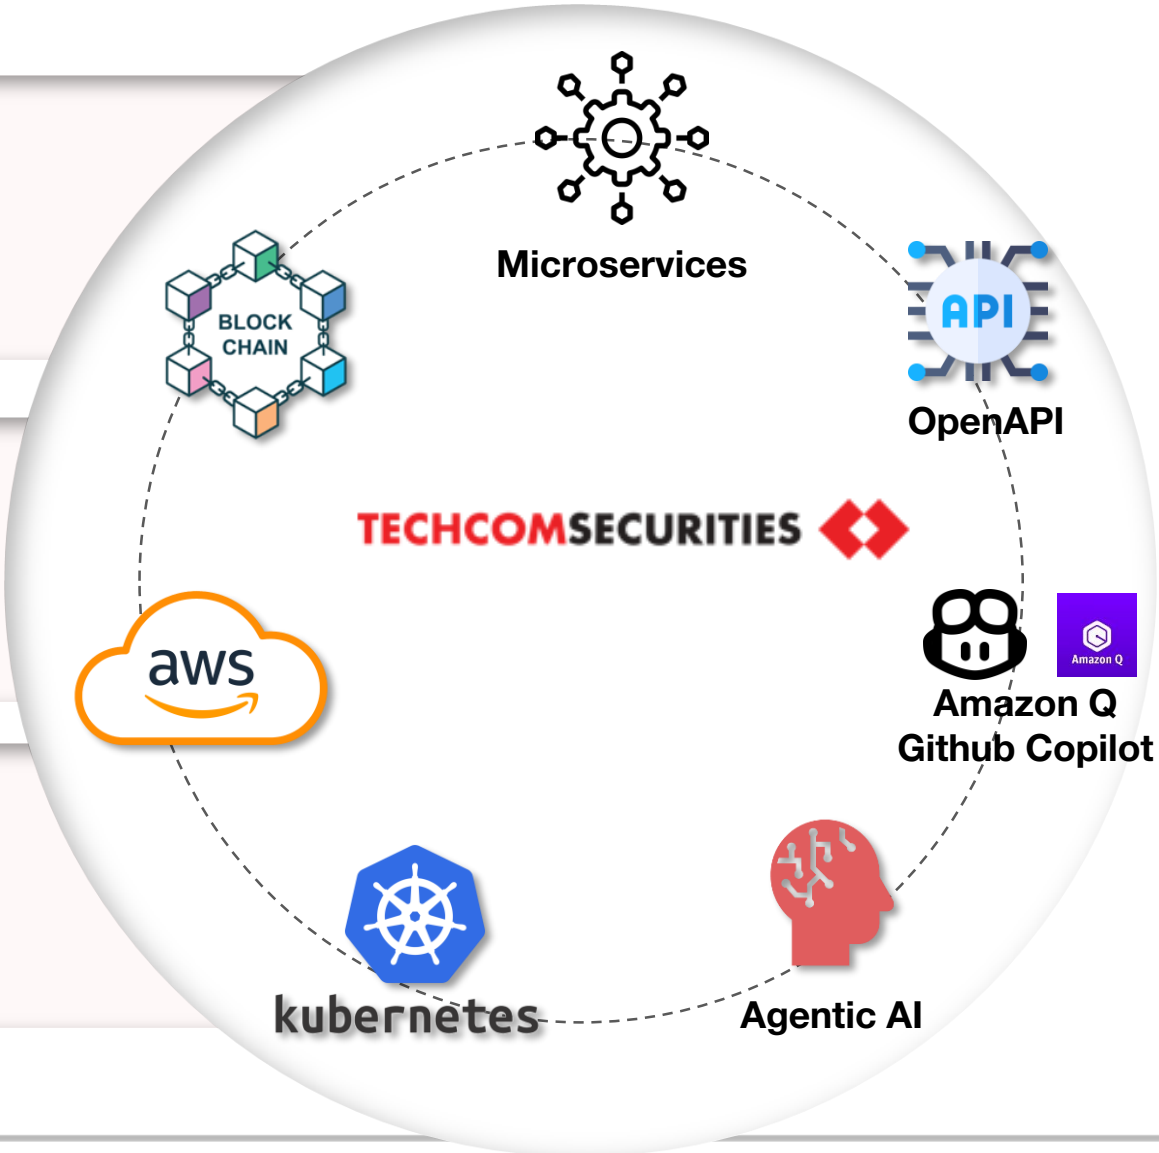 Microservices
BLOCK
CHAIN
API
OpenAPI
TECHCOMSECURITIES
aws
Amazon Q
Amazon Q
Github Copilot
kubernetes
Agentic AI